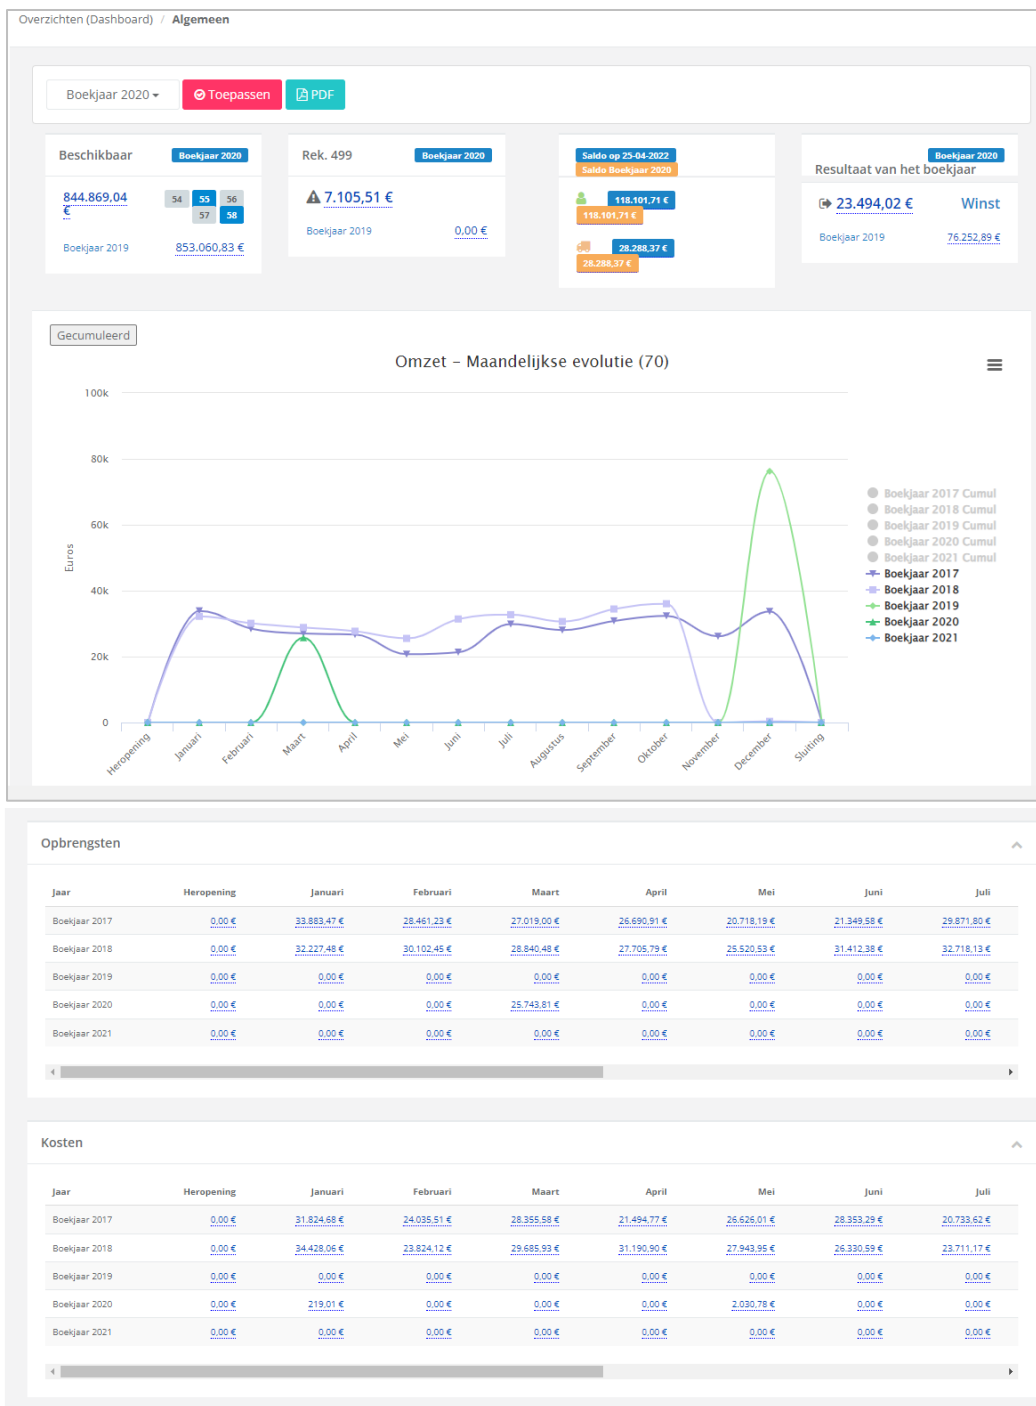 Overzichten (Dashboard) / Algemeen
Boekjaar 2020 Toepassen PDF
Beschikbaar Boekjaar 2020
844.869,04 €
54 55 56
57 58
Boekjaar 2019 853.060,83 €
Rek. 499 Boekjaar 2020
7.105,51 €
Boekjaar 2019 0,00 €
Saldo op 25-04-2022
Saldo Boekjaar 2020
118.101,71 €
118.101,71 €
28.288,37 €
28.288,37 €
Boekjaar 2020
Resultaat van het boekjaar
23.494,02 € Winst
Boekjaar 2019 76.252,89 €
Gecumuleerd
Omzet – Maandelijkse evolutie (70)
Euros
100k
80k
60k
40k
20k
0
Heropening Januari Februari Maart April Mei Juni Juli Augustus September Oktober November December Sluiting
Boekjaar 2017 Cumul
Boekjaar 2018 Cumul
Boekjaar 2019 Cumul
Boekjaar 2020 Cumul
Boekjaar 2021 Cumul
Boekjaar 2017
Boekjaar 2018
Boekjaar 2019
Boekjaar 2020
Boekjaar 2021
Opbrengsten
Jaar Heropening Januari Februari Maart April Mei Juni Juli
Boekjaar 2017 0,00 € 33.883,47 € 28.461,23 € 27.019,00 € 26.690,91 € 20.718,19 € 21.349,58 € 29.871,80 €
Boekjaar 2018 0,00 € 32.227,48 € 30.102,45 € 28.840,48 € 27.705,79 € 25.520,53 € 31.412,38 € 32.718,13 €
Boekjaar 2019 0,00 € 0,00 € 0,00 € 0,00 € 0,00 € 0,00 € 0,00 € 0,00 €
Boekjaar 2020 0,00 € 0,00 € 0,00 € 25.743,81 € 0,00 € 0,00 € 0,00 € 0,00 €
Boekjaar 2021 0,00 € 0,00 € 0,00 € 0,00 € 0,00 € 0,00 € 0,00 € 0,00 €
Kosten
Jaar Heropening Januari Februari Maart April Mei Juni Juli
Boekjaar 2017 0,00 € 31.824,68 € 24.035,51 € 28.355,58 € 21.494,77 € 26.626,01 € 28.353,29 € 20.733,62 €
Boekjaar 2018 0,00 € 34.428,06 € 23.824,12 € 29.685,93 € 31.190,90 € 27.943,95 € 26.330,59 € 23.711,17 €
Boekjaar 2019 0,00 € 0,00 € 0,00 € 0,00 € 0,00 € 0,00 € 0,00 € 0,00 €
Boekjaar 2020 0,00 € 219,01 € 0,00 € 0,00 € 0,00 € 2.030,78 € 0,00 € 0,00 €
Boekjaar 2021 0,00 € 0,00 € 0,00 € 0,00 € 0,00 € 0,00 € 0,00 € 0,00 €